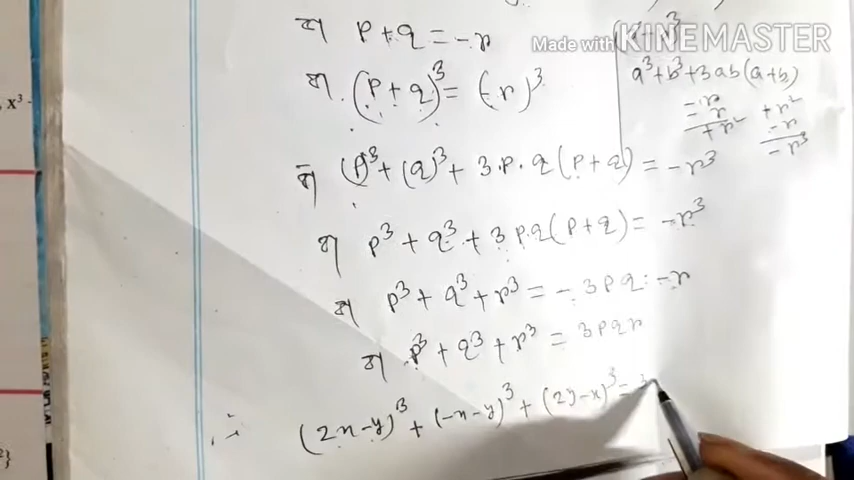 বা p+q = -r
Made with KINEMASTER
বা (p+q)³ = (-r)³
a³+b³+3ab(a+b)
বা (p)³+(q)³+3.p.q(p+q) = -r³
বা p³+q³+3p.q(p+q) = -r³
বা p³+q³+r³ = -3pq.-r
বা p³+q³+r³ = 3pqr
∴ (2x-y)³+(-x-y)³+(2y-x)³=3